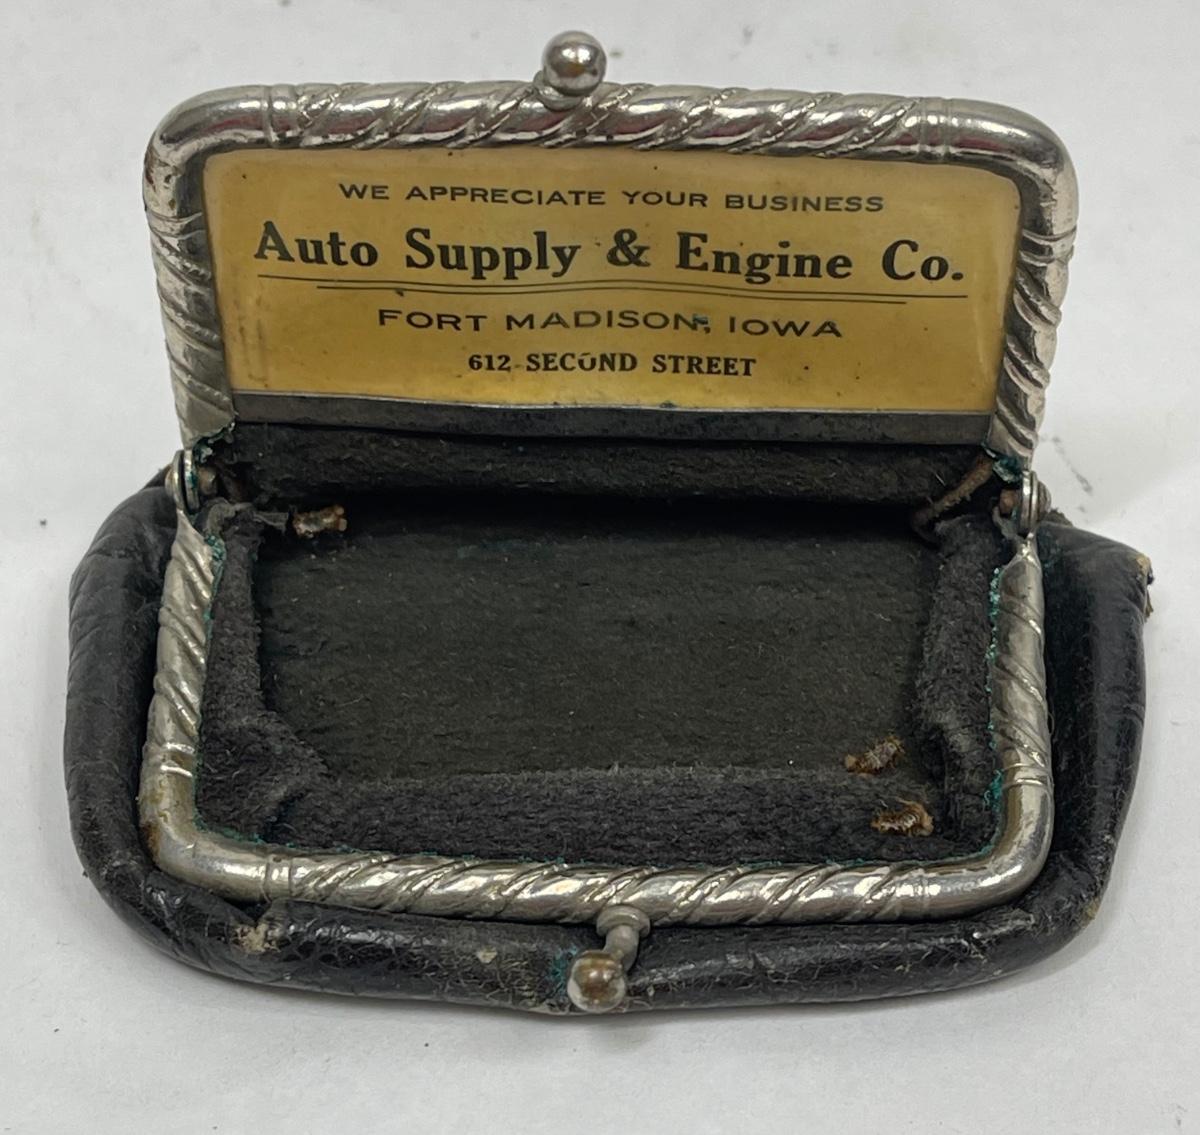 WE APPRECIATE YOUR BUSINESS
Auto Supply & Engine Co.
FORT MADISON, IOWA
612 SECOND STREET